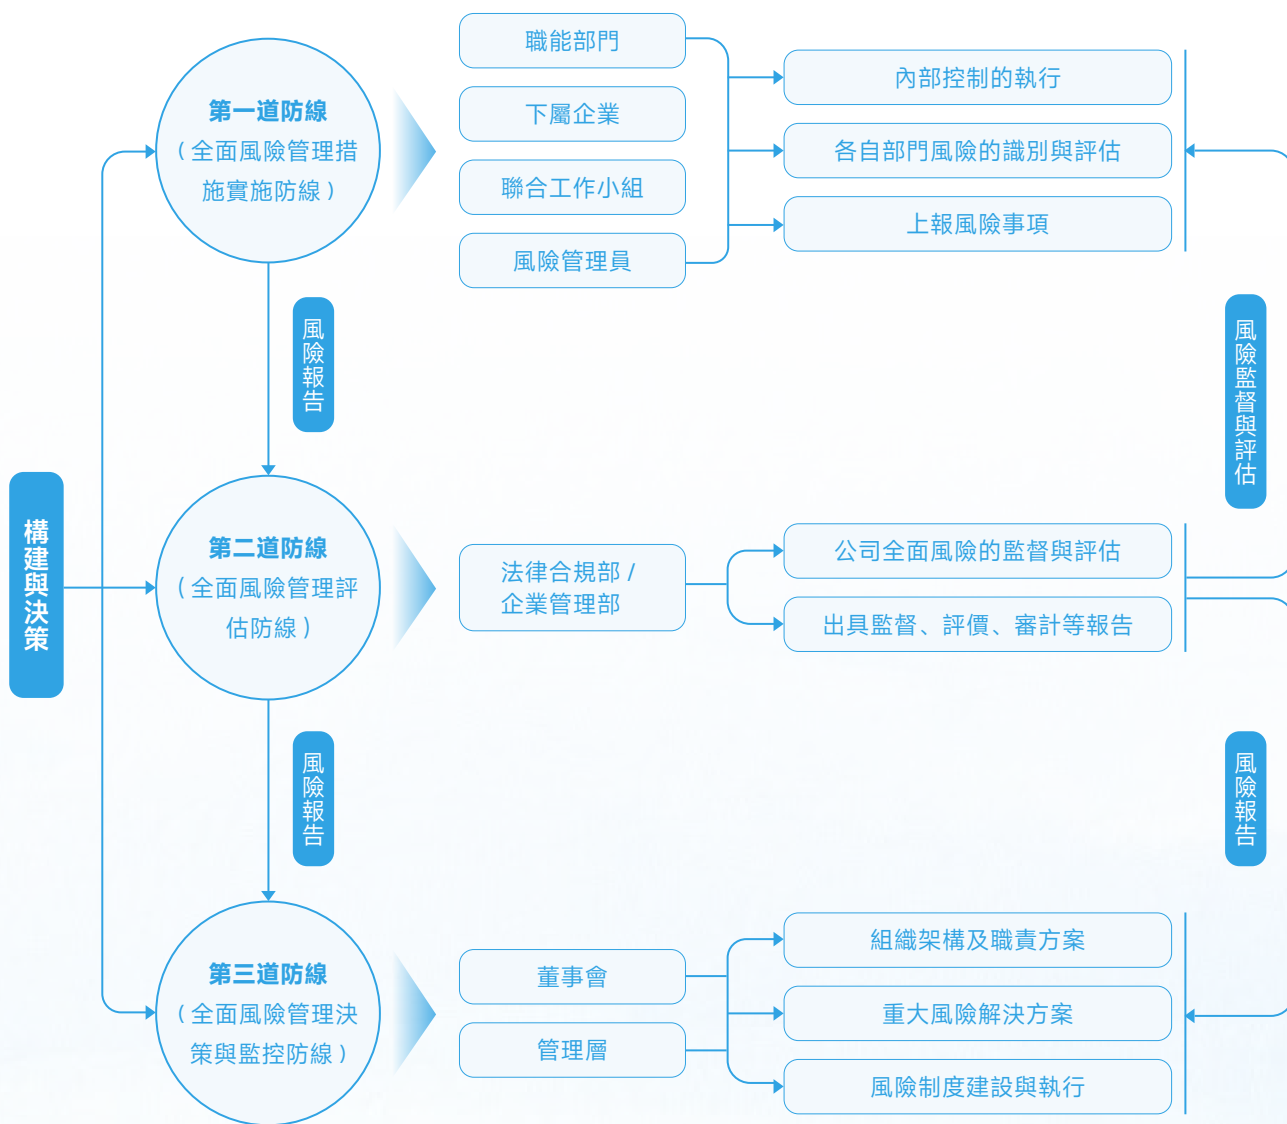 構建與決策
第一道防線
（全面風險管理措
施實施防線）
職能部門
下屬企業
聯合工作小組
風險管理員
內部控制的執行
各自部門風險的識別與評估
上報風險事項
風險報告
風險監督與評估
第二道防線
（全面風險管理評
估防線）
法律合規部 /
企業管理部
公司全面風險的監督與評估
出具監督、評價、審計等報告
風險報告
風險報告
第三道防線
（全面風險管理決
策與監控防線）
董事會
管理層
組織架構及職責方案
重大風險解決方案
風險制度建設與執行